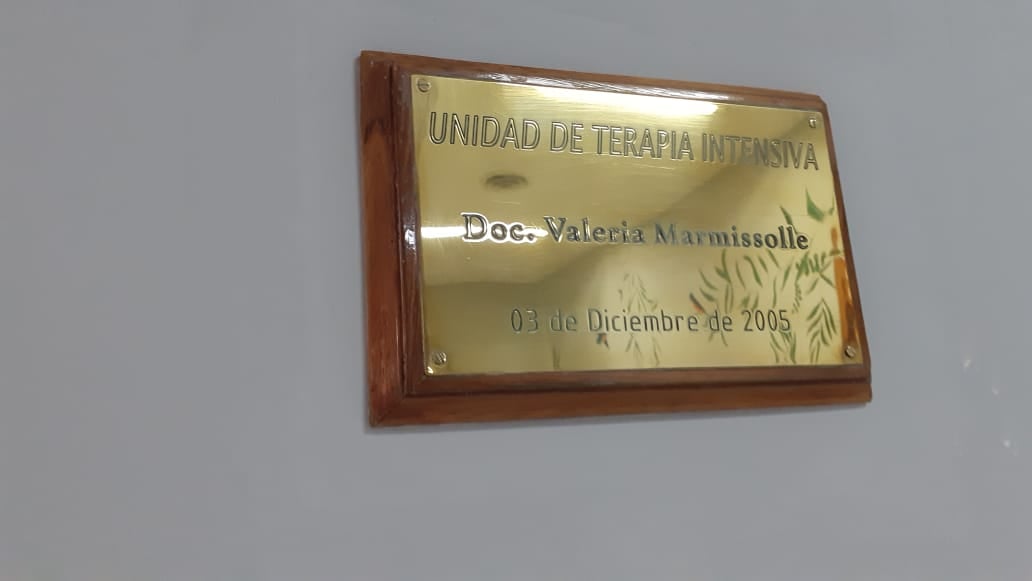 UNIDAD DE TERAPIA INTENSIVA
Doc. Valeria Marmissolle
03 de Diciembre de 2005